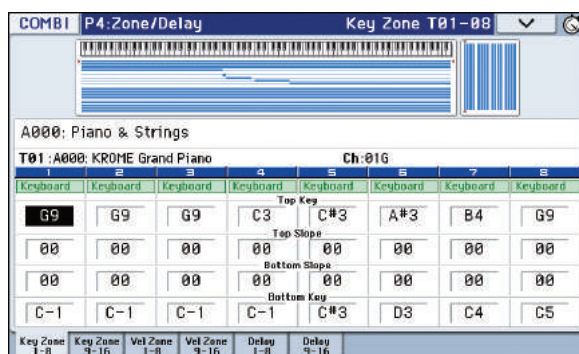 COMBI P4:Zone/Delay Key Zone T01-08
A000: Piano & Strings
T01 :A000: KROME Grand Piano Ch:01G
1 2 3 4 5 6 7 8
Keyboard Keyboard Keyboard Keyboard Keyboard Keyboard Keyboard Keyboard
Top Key
G9 G9 G9 C3 C#3 A#3 B4 G9
Top Slope
00 00 00 00 00 00 00 00
Bottom Slope
00 00 00 00 00 00 00 00
Bottom Key
C-1 C-1 C-1 C-1 C#3 D3 C4 C5
Key Zone 1-8 Key Zone 9-16 Vel Zone 1-8 Vel Zone 9-16 Delay 1-8 Delay 9-16